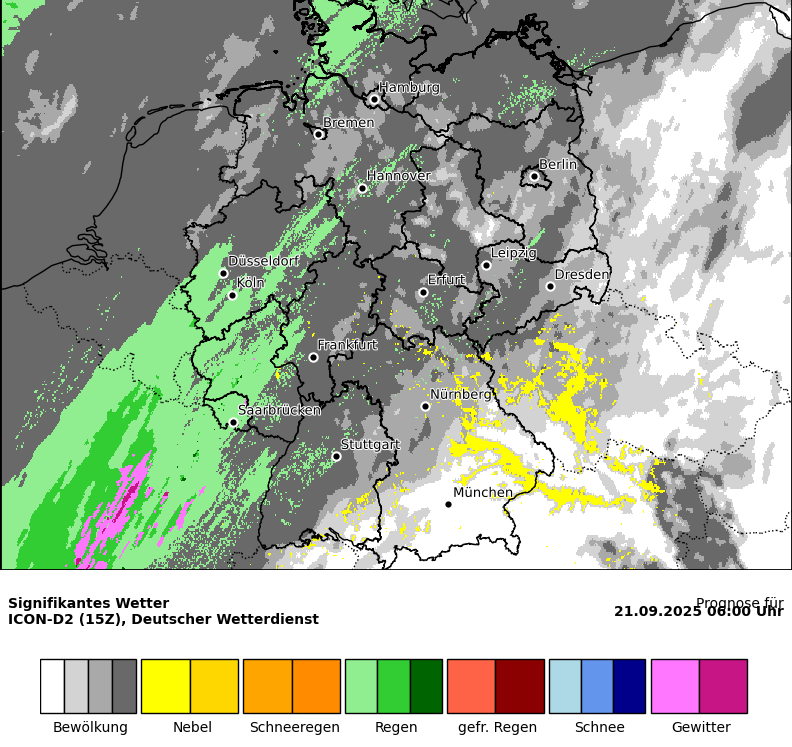 Hamburg
Bremen
Berlin
Hannover
Leipzig
Düsseldorf
Dresden
Köln
Erfurt
Frankfurt
Nürnberg
Saarbrücken
Stuttgart
München
Signifikantes Wetter
ICON-D2 (15Z), Deutscher Wetterdienst
Prognose für
21.09.2025 06:00 Uhr
Bewölkung Nebel Schneeregen Regen gefr. Regen Schnee Gewitter